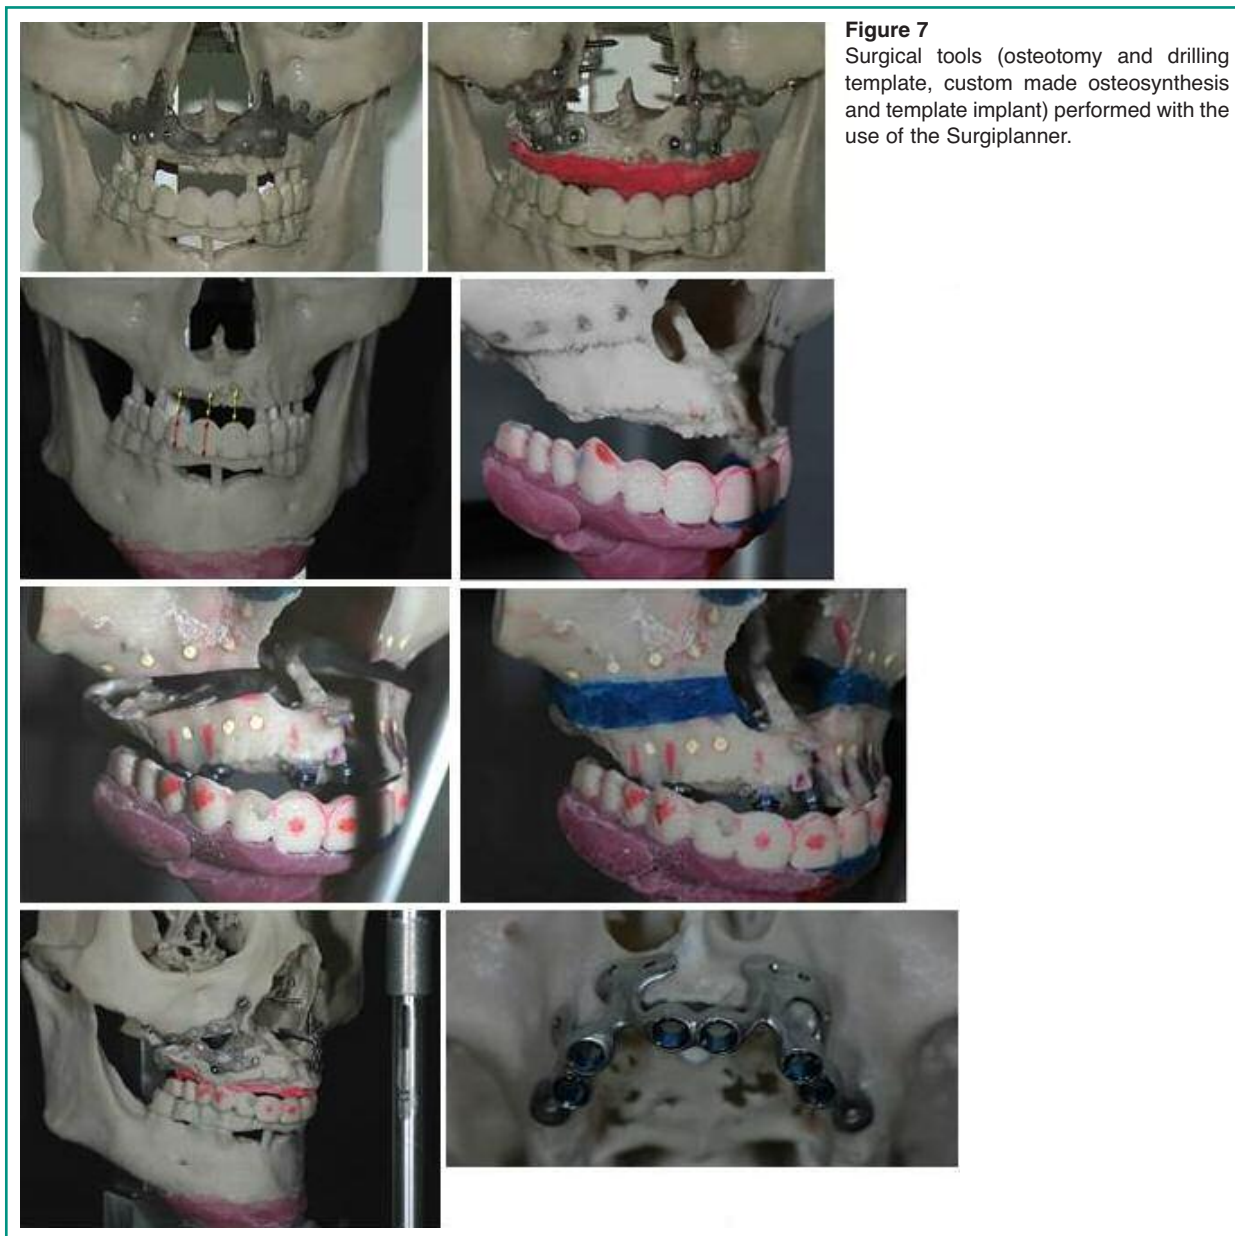 Figure 7
Surgical tools (osteotomy and drilling
template, custom made osteosynthesis
and template implant) performed with the
use of the Surgiplanner.